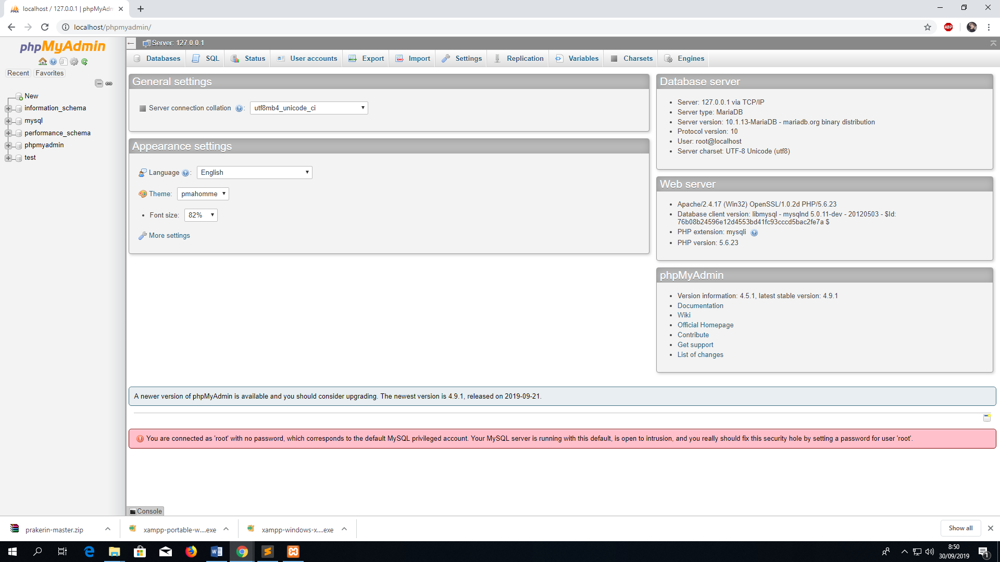 localhost / 127.0.0.1 | phpMyAdm
localhost/phpmyadmin/
ABP
phpMyAdmin
Recent Favorites
New
information_schema
mysql
performance_schema
phpmyadmin
test
Server: 127.0.0.1
Databases SQL Status User accounts Export Import Settings Replication Variables Charsets Engines
General settings
Server connection collation : utf8mb4_unicode_ci
Appearance settings
Language : English
Theme: pmahomme
Font size: 82%
More settings
Database server
Server: 127.0.0.1 via TCP/IP
Server type: MariaDB
Server version: 10.1.13-MariaDB - mariadb.org binary distribution
Protocol version: 10
User: root@localhost
Server charset: UTF-8 Unicode (utf8)
Web server
Apache/2.4.17 (Win32) OpenSSL/1.0.2d PHP/5.6.23
Database client version: libmysql - mysqlnd 5.0.11-dev - 20120503 - $Id:
76b08b24596e12d4553bd41fc93cccd5bac2fe7a $
PHP extension: mysqli
PHP version: 5.6.23
phpMyAdmin
Version information: 4.5.1, latest stable version: 4.9.1
Documentation
Wiki
Official Homepage
Contribute
Get support
List of changes
A newer version of phpMyAdmin is available and you should consider upgrading. The newest version is 4.9.1, released on 2019-09-21.
You are connected as 'root' with no password, which corresponds to the default MySQL privileged account. Your MySQL server is running with this default, is open to intrusion, and you really should fix this security hole by setting a password for user 'root'.
Console
prakerin-master.zip xampp-portable-w....exe xampp-windows-x....exe Show all
8:50
30/09/2019
1